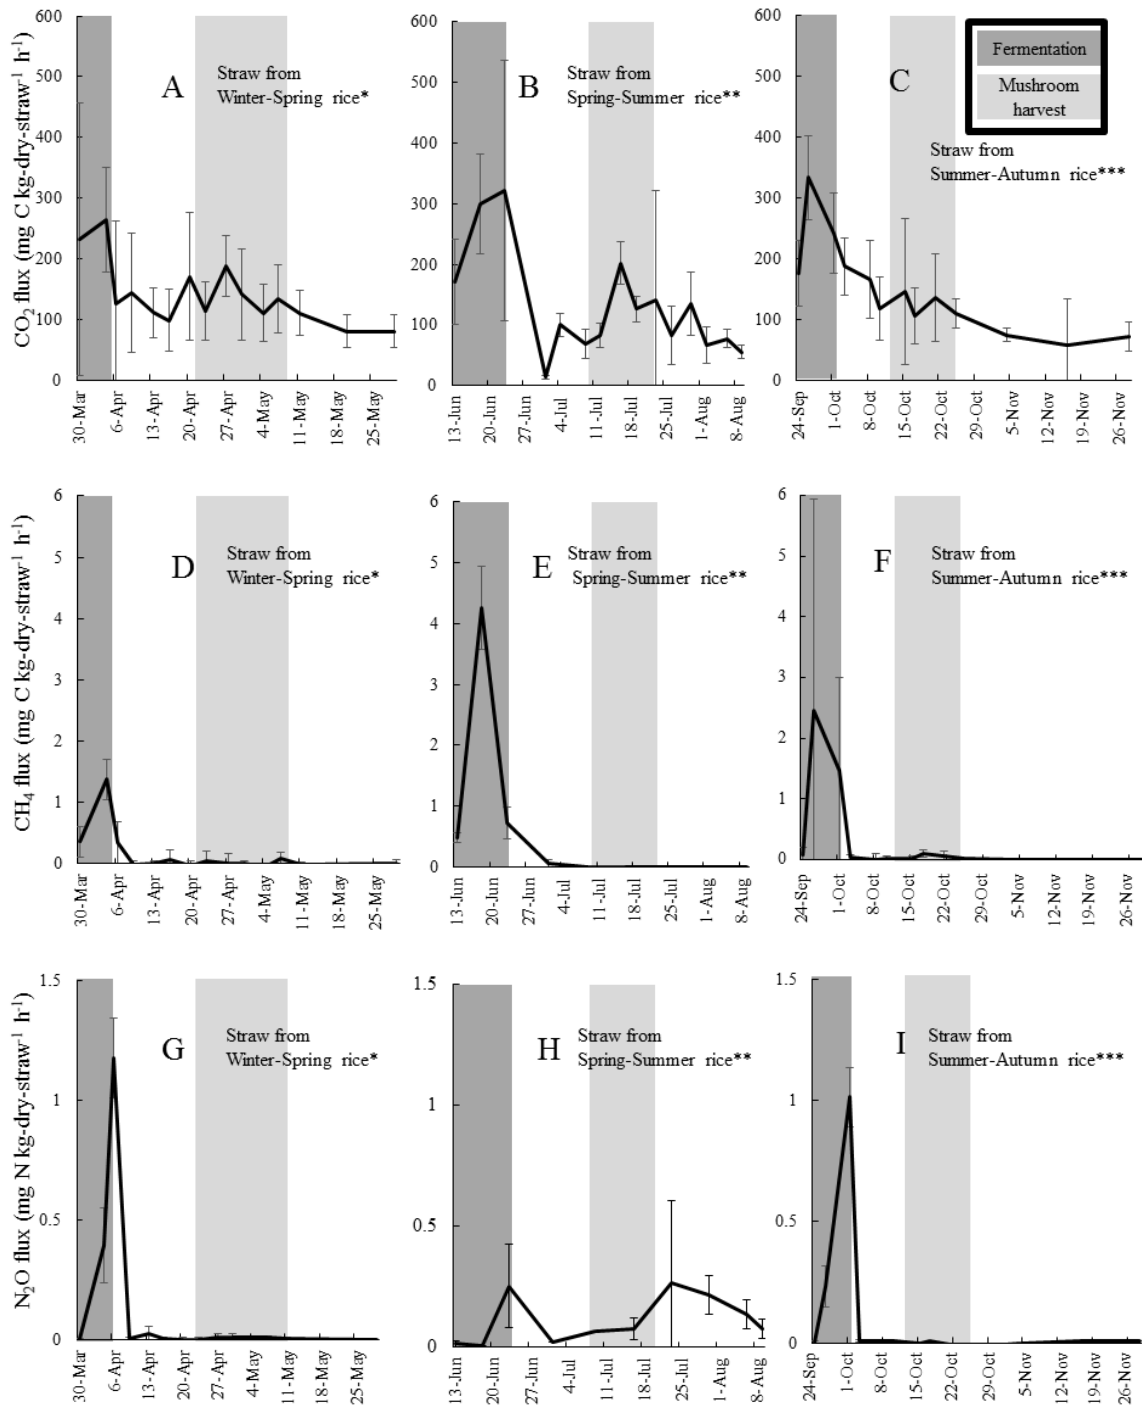 CO2 flux (mg C kg-dry-straw-1 h-1)
600
500
400
300
200
100
0
A
Straw from
Winter-Spring rice*
30-Mar
6-Apr
13-Apr
20-Apr
27-Apr
4-May
11-May
18-May
25-May
600
500
400
300
200
100
0
B
Straw from
Spring-Summer rice**
13-Jun
20-Jun
27-Jun
4-Jul
11-Jul
18-Jul
25-Jul
1-Aug
8-Aug
600
500
400
300
200
100
0
C
Fermentation
Mushroom
harvest
Straw from
Summer-Autumn rice***
24-Sep
1-Oct
8-Oct
15-Oct
22-Oct
29-Oct
5-Nov
12-Nov
19-Nov
26-Nov
CH4 flux (mg C kg-dry-straw-1 h-1)
6
5
4
3
2
1
0
D
Straw from
Winter-Spring rice*
30-Mar
6-Apr
13-Apr
20-Apr
27-Apr
4-May
11-May
18-May
25-May
6
5
4
3
2
1
0
E
Straw from
Spring-Summer rice**
13-Jun
20-Jun
27-Jun
4-Jul
11-Jul
18-Jul
25-Jul
1-Aug
8-Aug
6
5
4
3
2
1
0
F
Straw from
Summer-Autumn rice***
24-Sep
1-Oct
8-Oct
15-Oct
22-Oct
29-Oct
5-Nov
12-Nov
19-Nov
26-Nov
N2O flux (mg N kg-dry-straw-1 h-1)
1.5
1
0.5
0
G
Straw from
Winter-Spring rice*
30-Mar
6-Apr
13-Apr
20-Apr
27-Apr
4-May
11-May
18-May
25-May
1.5
1
0.5
0
H
Straw from
Spring-Summer rice**
13-Jun
20-Jun
27-Jun
4-Jul
11-Jul
18-Jul
25-Jul
1-Aug
8-Aug
1.5
1
0.5
0
I
Straw from
Summer-Autumn rice***
24-Sep
1-Oct
8-Oct
15-Oct
22-Oct
29-Oct
5-Nov
12-Nov
19-Nov
26-Nov